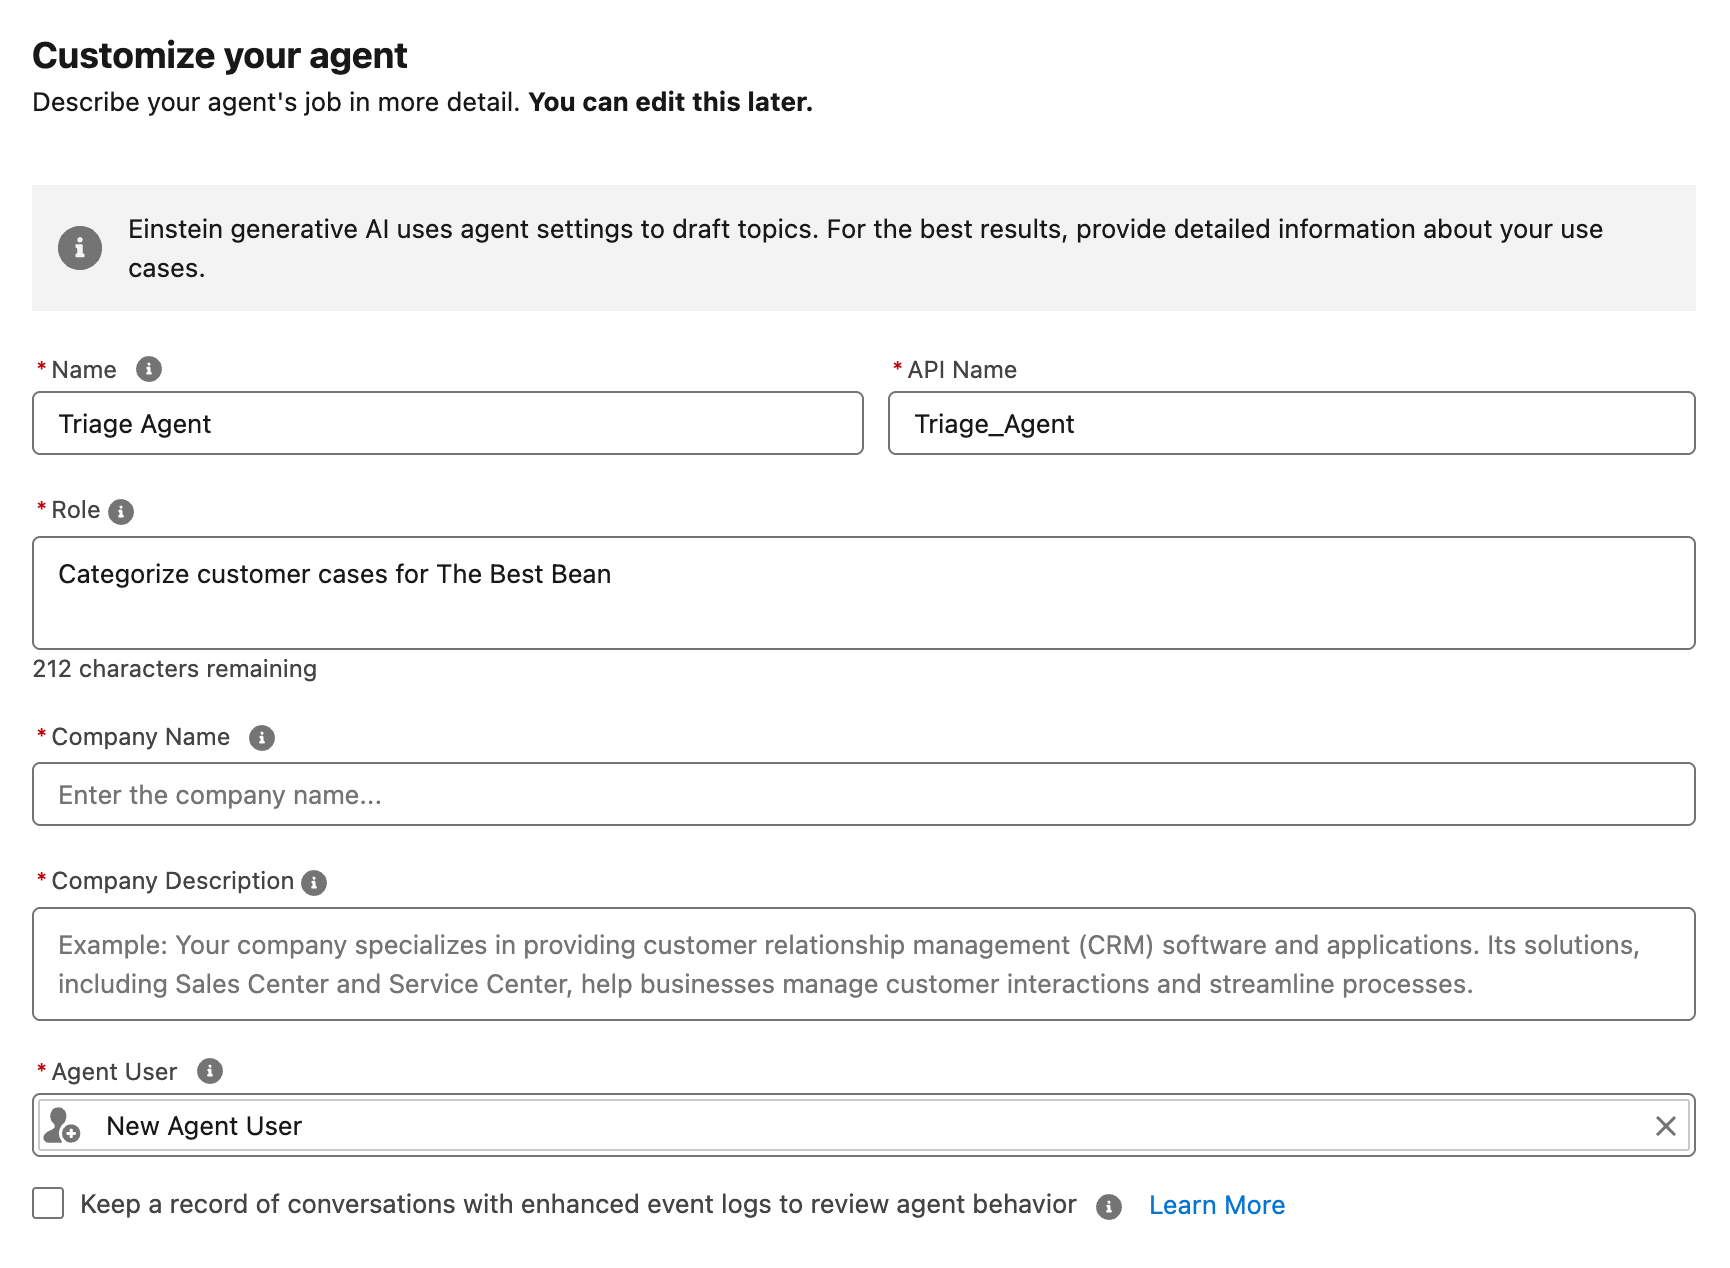 Customize your agent
Describe your agent's job in more detail. You can edit this later.
Einstein generative AI uses agent settings to draft topics. For the best results, provide detailed information about your use
cases.
* Name
* API Name
Triage Agent
Triage_Agent
* Role
Categorize customer cases for The Best Bean
212 characters remaining
* Company Name
Enter the company name...
* Company Description
Example: Your company specializes in providing customer relationship management (CRM) software and applications. Its solutions,
including Sales Center and Service Center, help businesses manage customer interactions and streamline processes.
* Agent User
New Agent User
Keep a record of conversations with enhanced event logs to review agent behavior Learn More